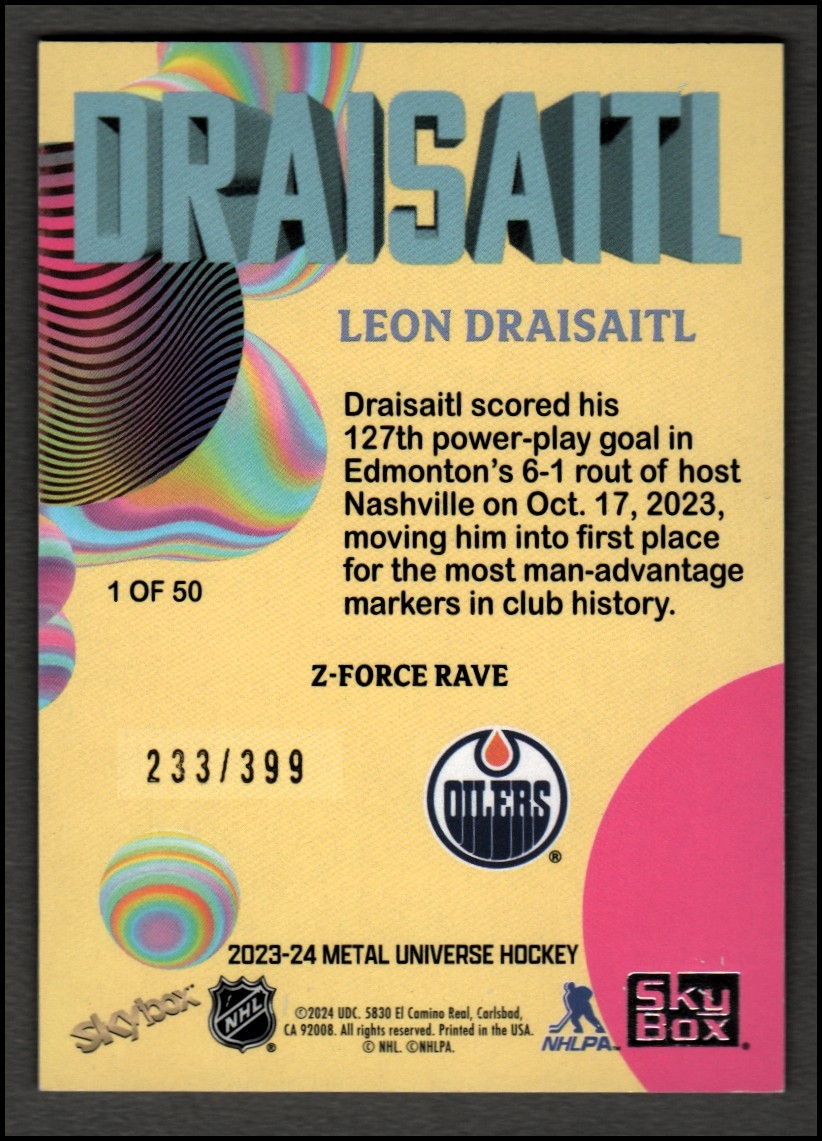 DRAISAITL
LEON DRAISAITL
Draisaitl scored his
127th power-play goal in
Edmonton's 6-1 rout of host
Nashville on Oct. 17, 2023,
moving him into first place
for the most man-advantage
markers in club history.
1 OF 50
Z-FORCE RAVE
233/399
OILERS
®
2023-24 METAL UNIVERSE HOCKEY
skybox
NHL
®
©2024 UDC. 5830 El Camino Real, Carlsbad,
CA 92008. All rights reserved. Printed in the USA.
© NHL. ©NHLPA.
NHLPA™
Sky
Box
®